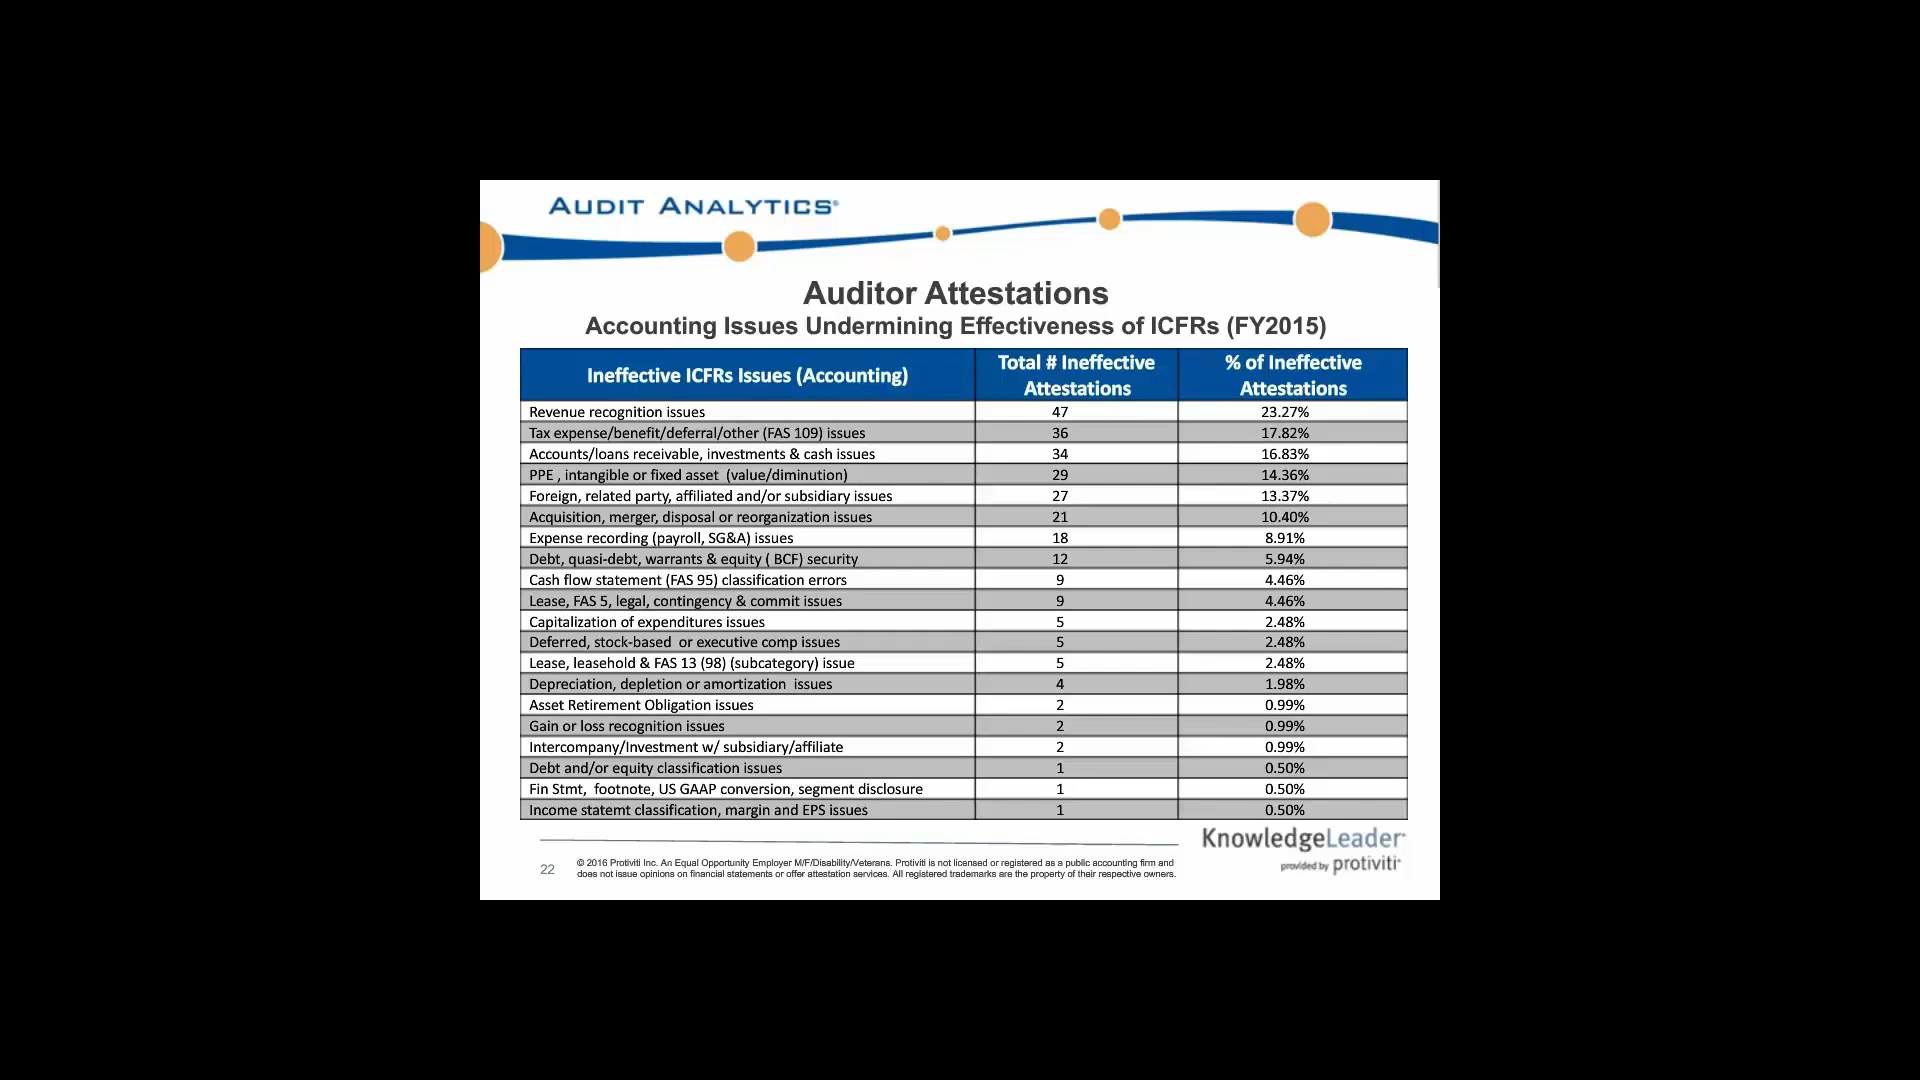 AUDIT ANALYTICS®
Auditor Attestations
Accounting Issues Undermining Effectiveness of ICFRs (FY2015)
Ineffective ICFRs Issues (Accounting) Total # Ineffective Attestations % of Ineffective Attestations
Revenue recognition issues 47 23.27%
Tax expense/benefit/deferral/other (FAS 109) issues 36 17.82%
Accounts/loans receivable, investments & cash issues 34 16.83%
PPE , intangible or fixed asset (value/diminution) 29 14.36%
Foreign, related party, affiliated and/or subsidiary issues 27 13.37%
Acquisition, merger, disposal or reorganization issues 21 10.40%
Expense recording (payroll, SG&A) issues 18 8.91%
Debt, quasi-debt, warrants & equity ( BCF) security 12 5.94%
Cash flow statement (FAS 95) classification errors 9 4.46%
Lease, FAS 5, legal, contingency & commit issues 9 4.46%
Capitalization of expenditures issues 5 2.48%
Deferred, stock-based or executive comp issues 5 2.48%
Lease, leasehold & FAS 13 (98) (subcategory) issue 5 2.48%
Depreciation, depletion or amortization issues 4 1.98%
Asset Retirement Obligation issues 2 0.99%
Gain or loss recognition issues 2 0.99%
Intercompany/Investment w/ subsidiary/affiliate 2 0.99%
Debt and/or equity classification issues 1 0.50%
Fin Stmt, footnote, US GAAP conversion, segment disclosure 1 0.50%
Income statemt classification, margin and EPS issues 1 0.50%
KnowledgeLeader
provided by protiviti
22
© 2016 Protiviti Inc. An Equal Opportunity Employer M/F/Disability/Veterans. Protiviti is not licensed or registered as a public accounting firm and
does not issue opinions on financial statements or offer attestation services. All registered trademarks are the property of their respective owners.